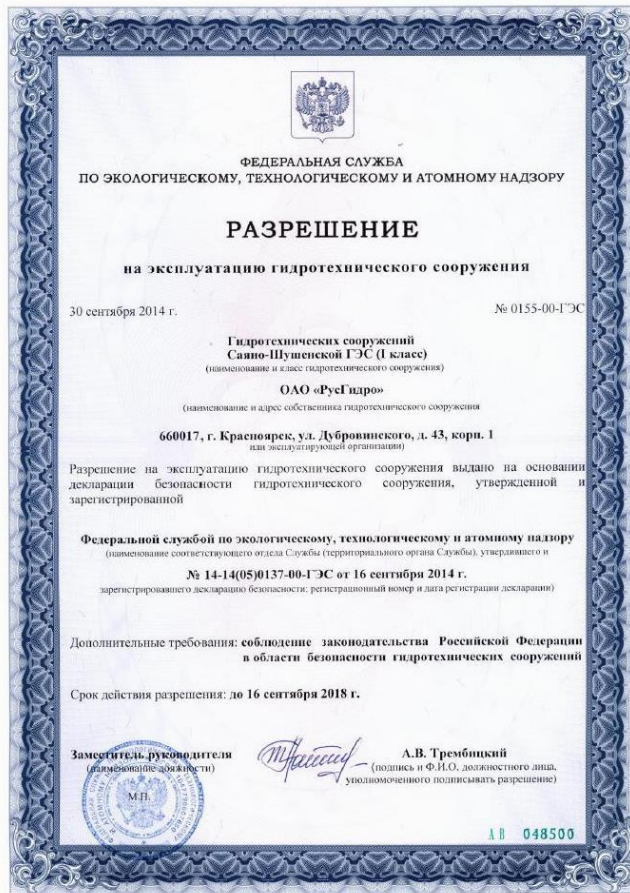 ФЕДЕРАЛЬНАЯ СЛУЖБА
ПО ЭКОЛОГИЧЕСКОМУ, ТЕХНОЛОГИЧЕСКОМУ И АТОМНОМУ НАДЗОРУ
РАЗРЕШЕНИЕ
на эксплуатацию гидротехнического сооружения
30 сентября 2014 г. № 0155-00-ГЭС
Гидротехнических сооружений
Саяно-Шушенской ГЭС (I класс)
(наименование и класс гидротехнического сооружения)
ОАО «РусГидро»
(наименование и адрес собственника гидротехнического сооружения
660017, г. Красноярск, ул. Дубровинского, д. 43, корп. 1
или эксплуатирующей организации)
Разрешение на эксплуатацию гидротехнического сооружения выдано на основании
декларации безопасности гидротехнического сооружения, утвержденной и
зарегистрированной
Федеральной службой по экологическому, технологическому и атомному надзору
(наименование соответствующего отдела Службы (территориального органа Службы), утвердившего и
№ 14-14(05)0137-00-ГЭС от 16 сентября 2014 г.
зарегистрировавшего декларацию безопасности; регистрационный номер и дата регистрации декларации)
Дополнительные требования: соблюдение законодательства Российской Федерации
в области безопасности гидротехнических сооружений
Срок действия разрешения: до 16 сентября 2018 г.
Заместитель руководителя А.В. Трембицкий
(наименование должности) (подпись и Ф.И.О. должностного лица,
уполномоченного подписывать разрешение)
М.П.
АВ 048500